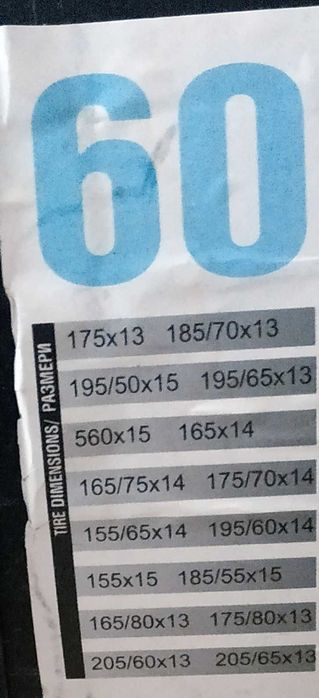 60
TIRE DIMENSIONS/ РАЗМЕРИ
175x13 185/70x13
195/50x15 195/65x13
560x15 165x14
165/75x14 175/70x14
155/65x14 195/60x14
155x15 185/55x15
165/80x13 175/80x13
205/60x13 205/65x13